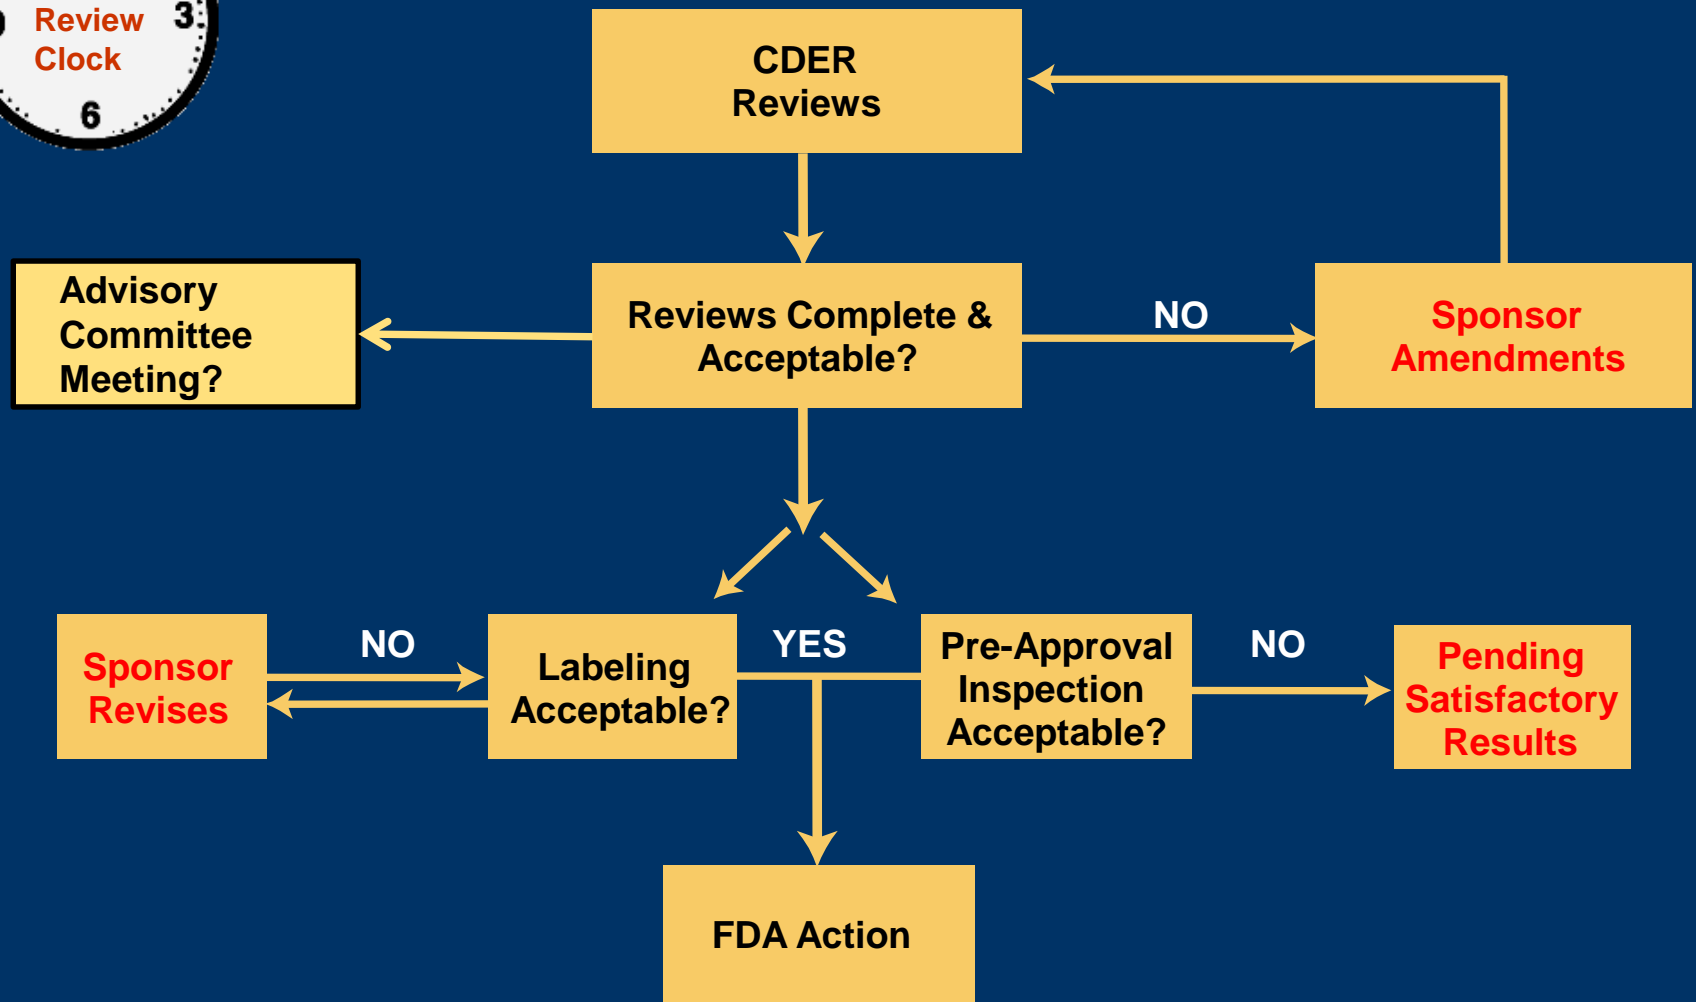 Review
Clock
3
6
CDER
Reviews
Advisory
Committee
Meeting?
Reviews Complete &
Acceptable?
NO
Sponsor
Amendments
Sponsor
Revises
NO
Labeling
Acceptable?
YES
Pre-Approval
Inspection
Acceptable?
NO
Pending
Satisfactory
Results
FDA Action